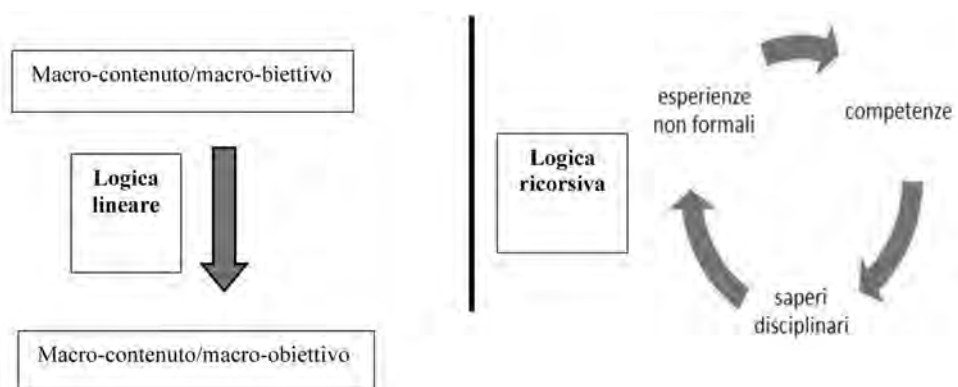 Macro-contenuto/macro-biettivo
Logica
lineare
Macro-contenuto/macro-obiettivo
Logica
ricorsiva
esperienze
non formali
competenze
saperi
disciplinari